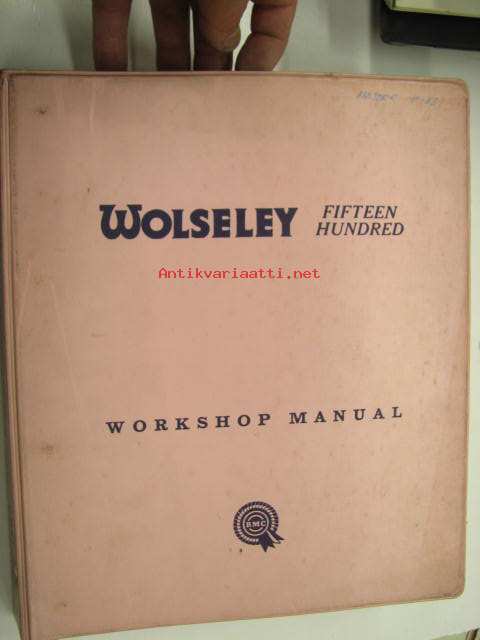 WOLSELEY FIFTEEN
HUNDRED
Antikvariaatti.net
WORKSHOP MANUAL
BMC